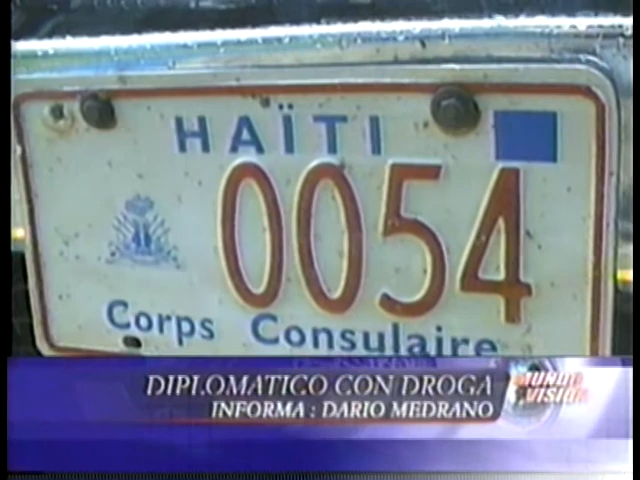 HAÏTI
0054
Corps Consulaire
DIPLOMATICO CON DROGA
INFORMA : DARIO MEDRANO
MUNDO
VISION